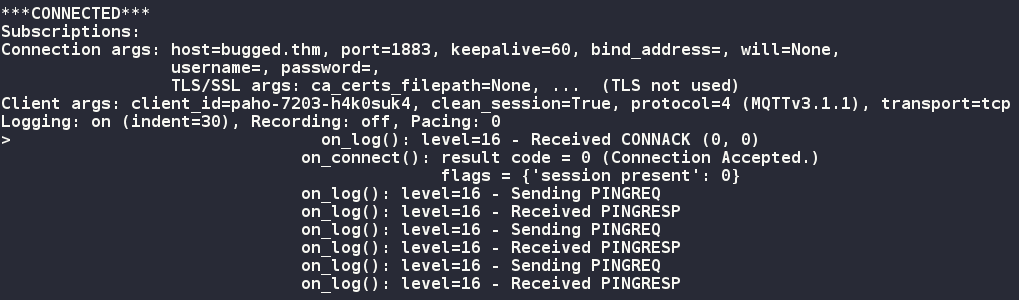 ***CONNECTED***
Subscriptions:
Connection args: host=bugged.thm, port=1883, keepalive=60, bind_address=, will=None,
                 username=, password=,
                 TLS/SSL args: ca_certs_filepath=None, ...  (TLS not used)
Client args: client_id=paho-7203-h4k0suk4, clean_session=True, protocol=4 (MQTTv3.1.1), transport=tcp
Logging: on (indent=30), Recording: off, Pacing: 0
>                               on_log(): level=16 - Received CONNACK (0, 0)
                              on_connect(): result code = 0 (Connection Accepted.)
                                            flags = {'session present': 0}
                              on_log(): level=16 - Sending PINGREQ
                              on_log(): level=16 - Received PINGRESP
                              on_log(): level=16 - Sending PINGREQ
                              on_log(): level=16 - Received PINGRESP
                              on_log(): level=16 - Sending PINGREQ
                              on_log(): level=16 - Received PINGRESP